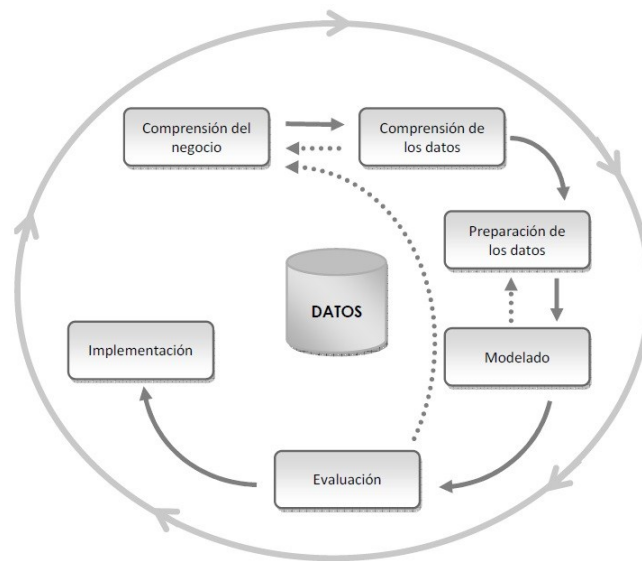 Comprensión del
negocio
Comprensión de
los datos
Preparación de
los datos
DATOS
Implementación
Modelado
Evaluación